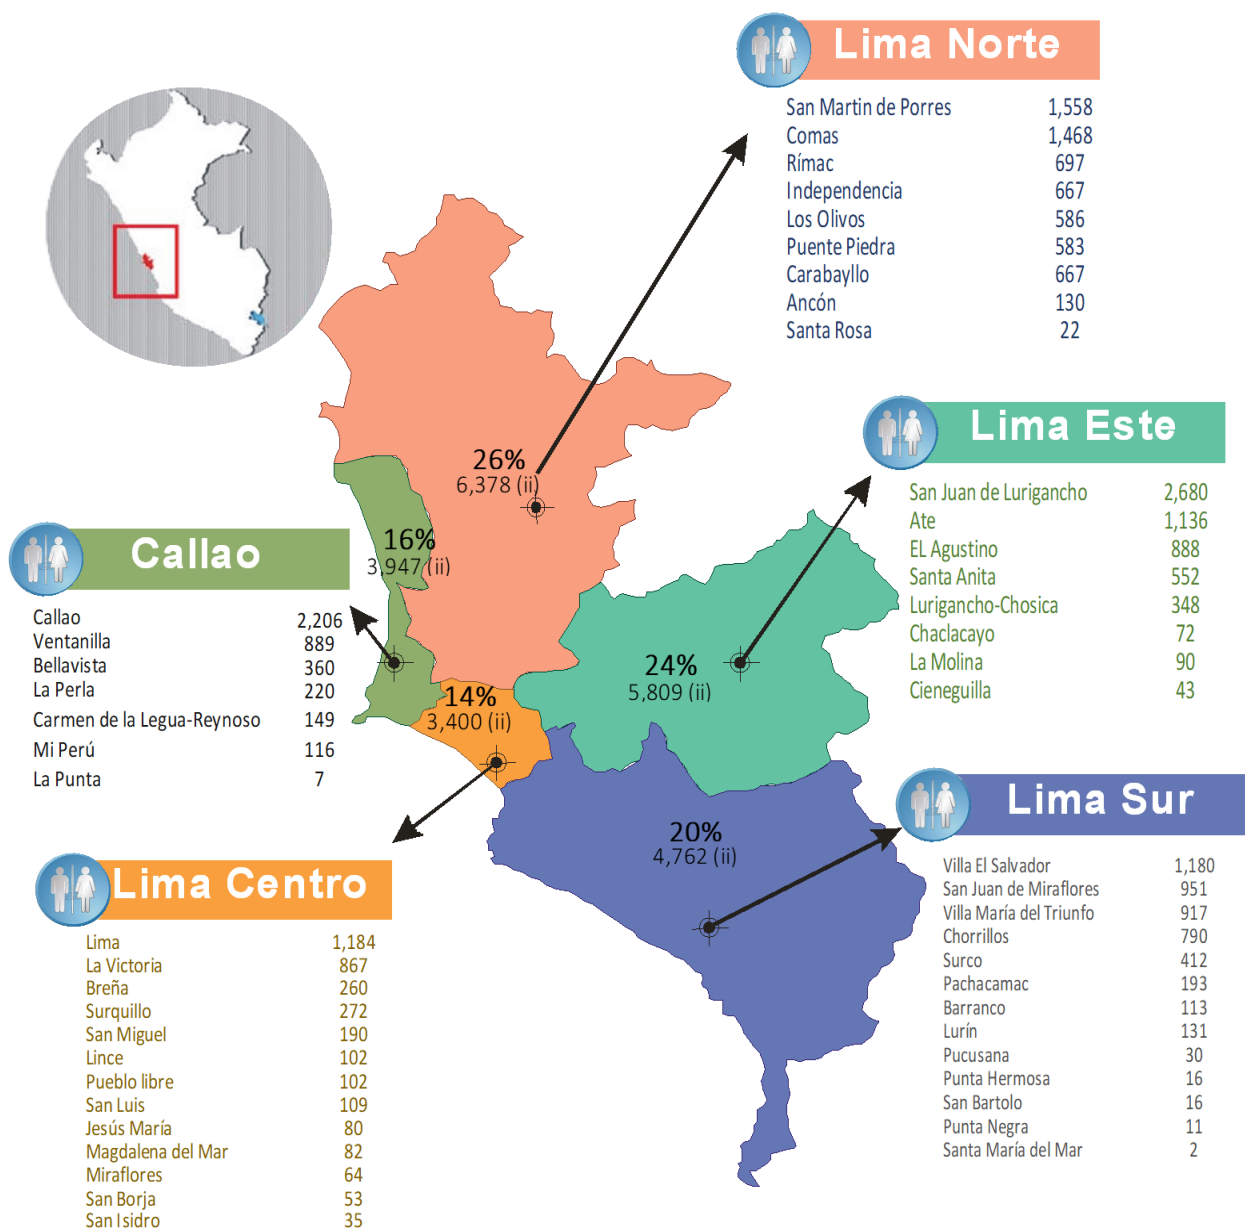 Lima Norte
San Martin de Porres 1,558
Comas 1,468
Rímac 697
Independencia 667
Los Olivos 586
Puente Piedra 583
Carabayllo 667
Ancón 130
Santa Rosa 22
Lima Este
San Juan de Lurigancho 2,680
Ate 1,136
EL Agustino 888
Santa Anita 552
Lurigancho-Chosica 348
Chaclacayo 72
La Molina 90
Cieneguilla 43
26%
6,378 (ii)
16%
3,947 (ii)
24%
5,809 (ii)
14%
3,400 (ii)
20%
4,762 (ii)
Callao
Callao 2,206
Ventanilla 889
Bellavista 360
La Perla 220
Carmen de la Legua-Reynoso 149
Mi Perú 116
La Punta 7
Lima Sur
Villa El Salvador 1,180
San Juan de Miraflores 951
Villa María del Triunfo 917
Chorrillos 790
Surco 412
Pachacamac 193
Barranco 113
Lurín 131
Pucusana 30
Punta Hermosa 16
San Bartolo 16
Punta Negra 11
Santa María del Mar 2
Lima Centro
Lima 1,184
La Victoria 867
Breña 260
Surquillo 272
San Miguel 190
Lince 102
Pueblo libre 102
San Luis 109
Jesús María 80
Magdalena del Mar 82
Miraflores 64
San Borja 53
San Isidro 35